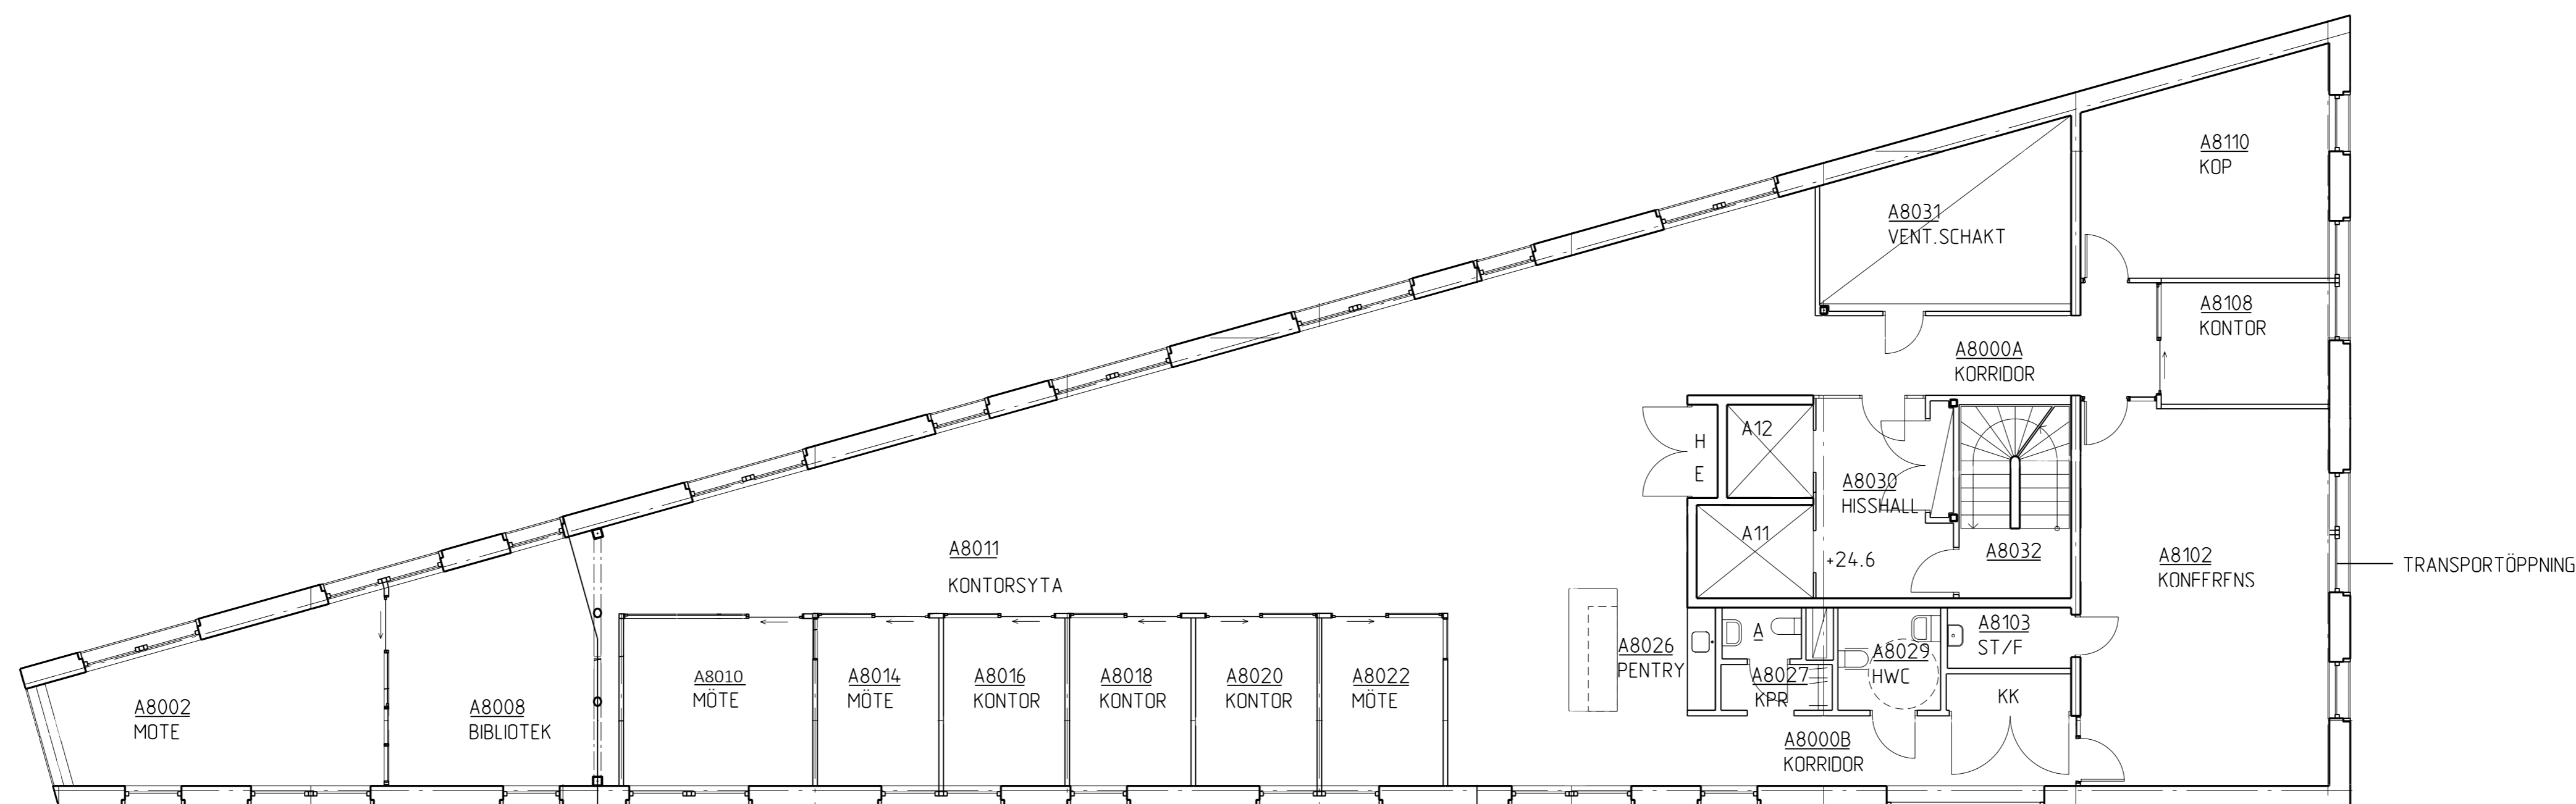 A8110
KOP
A8031
VENT.SCHAKT
A8108
KONTOR
A8000A
KORRIDOR
H
E
A12
A8030
HISSHALL
A11
+24.6
A8032
A8102
KONFFRFNS
TRANSPORTÖPPNING
A8011
KONTORSYTA
A8026
PENTRY
A
A8027
KPR
A8029
HWC
A8103
ST/F
KK
A8000B
KORRIDOR
A8002
MOTE
A8008
BIBLIOTEK
A8010
MÖTE
A8014
MÖTE
A8016
KONTOR
A8018
KONTOR
A8020
KONTOR
A8022
MÖTE